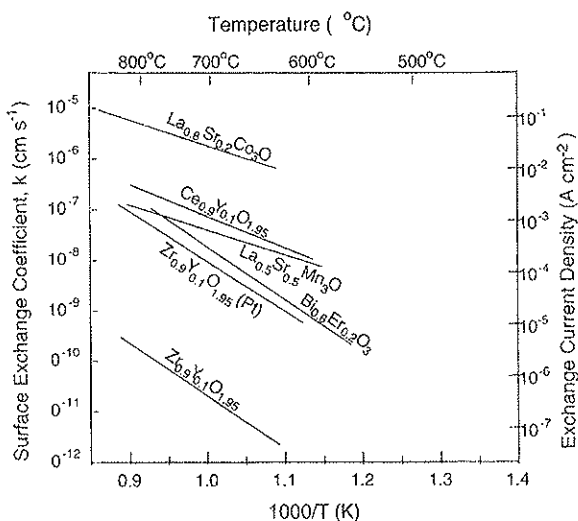 Temperature ( °C)
800°C 700°C 600°C 500°C
Surface Exchange Coefficient, k (cm s-1)
10-5
10-6
10-7
10-8
10-9
0-10
0-11
0-12
La0.8Sr0.2Co3O
Ce0.9Y0.1O1.95
La0.5Sr0.5Mn3O
Zr0.9Y0.1O1.95 (Pt)
Bi0.8Er0.2O3
Zr0.9Y0.1O1.95
10-1
10-2
10-3
10-4
10-5
10-6
10-7
Exchange Current Density (A cm-2)
0.9 1.0 1.1 1.2 1.3 1.4
1000/T (K)